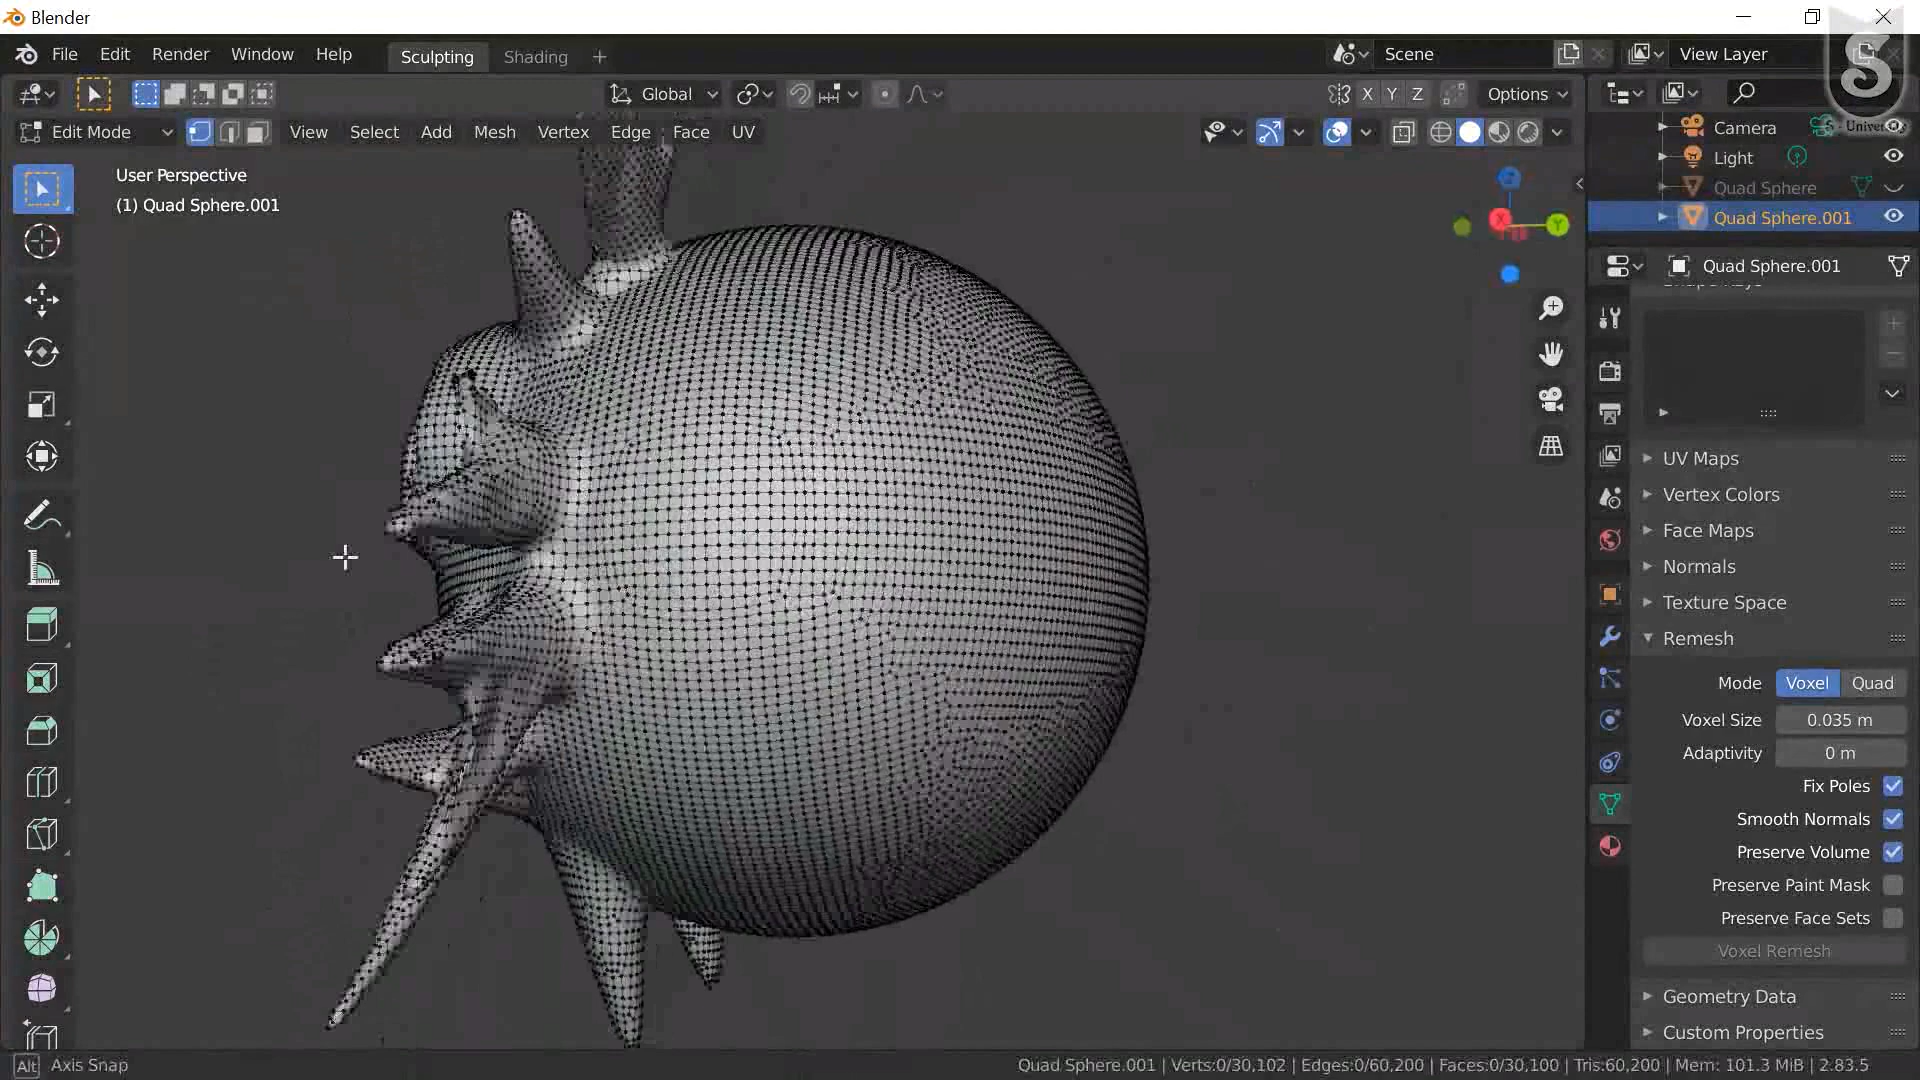 Blender
File Edit Render Window Help Sculpting Shading + Scene View Layer
Global X Y Z Options
Edit Mode View Select Add Mesh Vertex Edge Face UV
User Perspective
(1) Quad Sphere.001
X Y
S
S - University
Camera
Light
Quad Sphere
Quad Sphere.001
Quad Sphere.001
Shape Keys
UV Maps
Vertex Colors
Face Maps
Normals
Texture Space
Remesh
Mode Voxel Quad
Voxel Size 0.035 m
Adaptivity 0 m
Fix Poles
Smooth Normals
Preserve Volume
Preserve Paint Mask
Preserve Face Sets
Voxel Remesh
Geometry Data
Custom Properties
Alt Axis Snap
Quad Sphere.001 | Verts:0/30,102 | Edges:0/60,200 | Faces:0/30,100 | Tris:60,200 | Mem: 101.3 MiB | 2.83.5